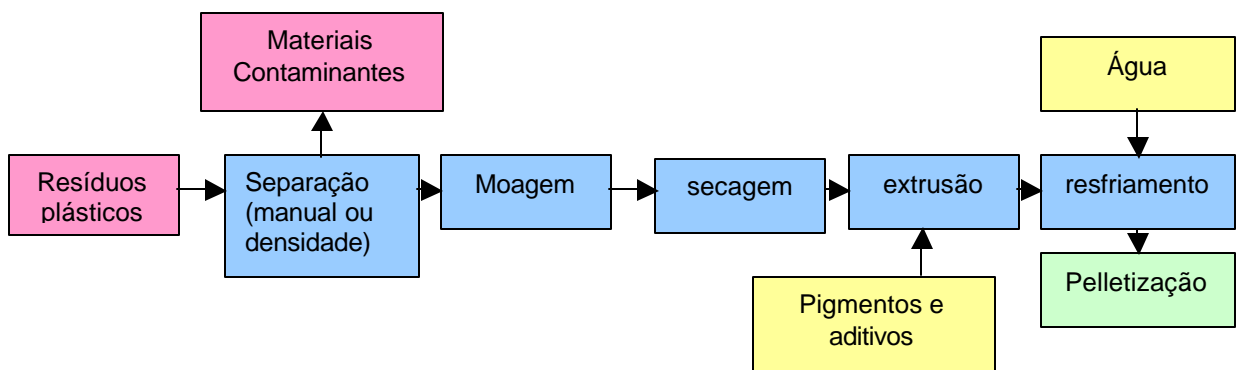 Materiais
Contaminantes
Água
Resíduos
plásticos
Separação
(manual ou
densidade)
Moagem
secagem
extrusão
resfriamento
Pigmentos e
aditivos
Pelletização